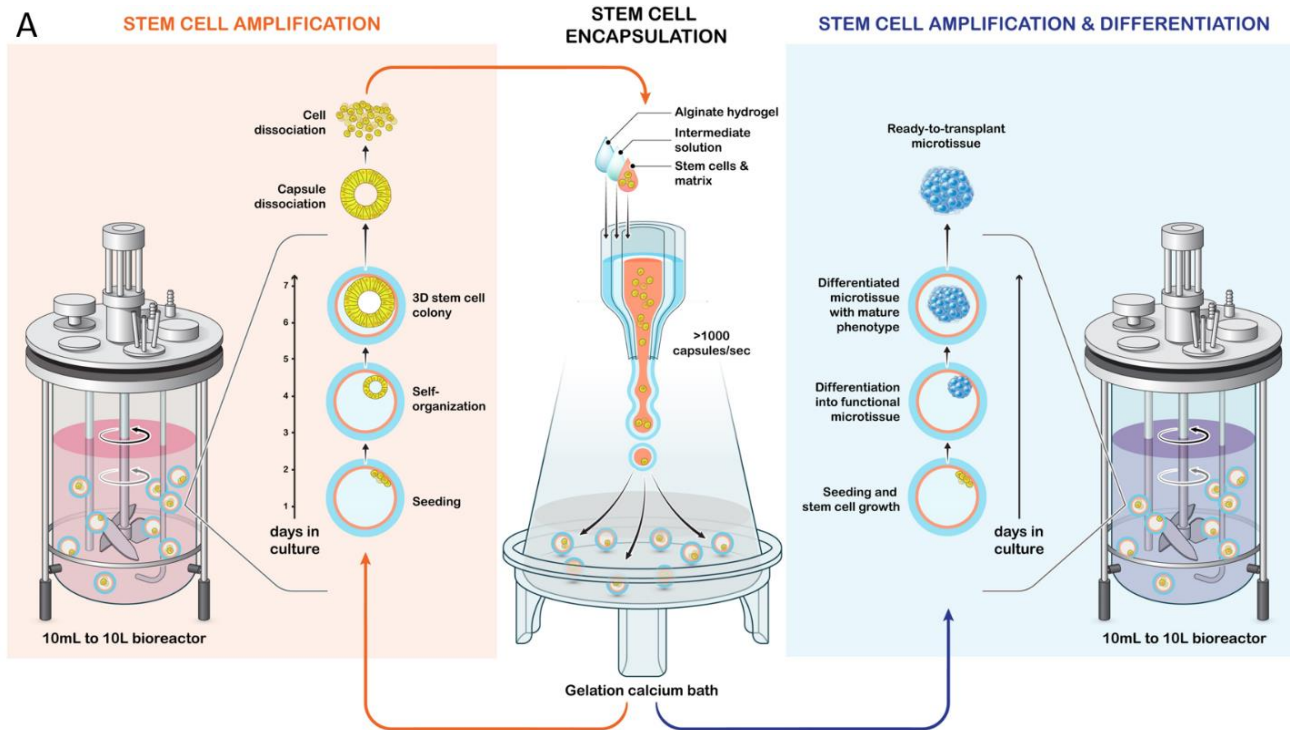 A
STEM CELL AMPLIFICATION
STEM CELL
ENCAPSULATION
STEM CELL AMPLIFICATION & DIFFERENTIATION
Cell
dissociation
Capsule
dissociation
3D stem cell
colony
Self-
organization
Seeding
7
6
5
4
3
2
1
days in
culture
10mL to 10L bioreactor
Alginate hydrogel
Intermediate
solution
Stem cells &
matrix
>1000
capsules/sec
Gelation calcium bath
Ready-to-transplant
microtissue
Differentiated
microtissue
with mature
phenotype
Differentiation
into functional
microtissue
Seeding and
stem cell growth
days in
culture
10mL to 10L bioreactor